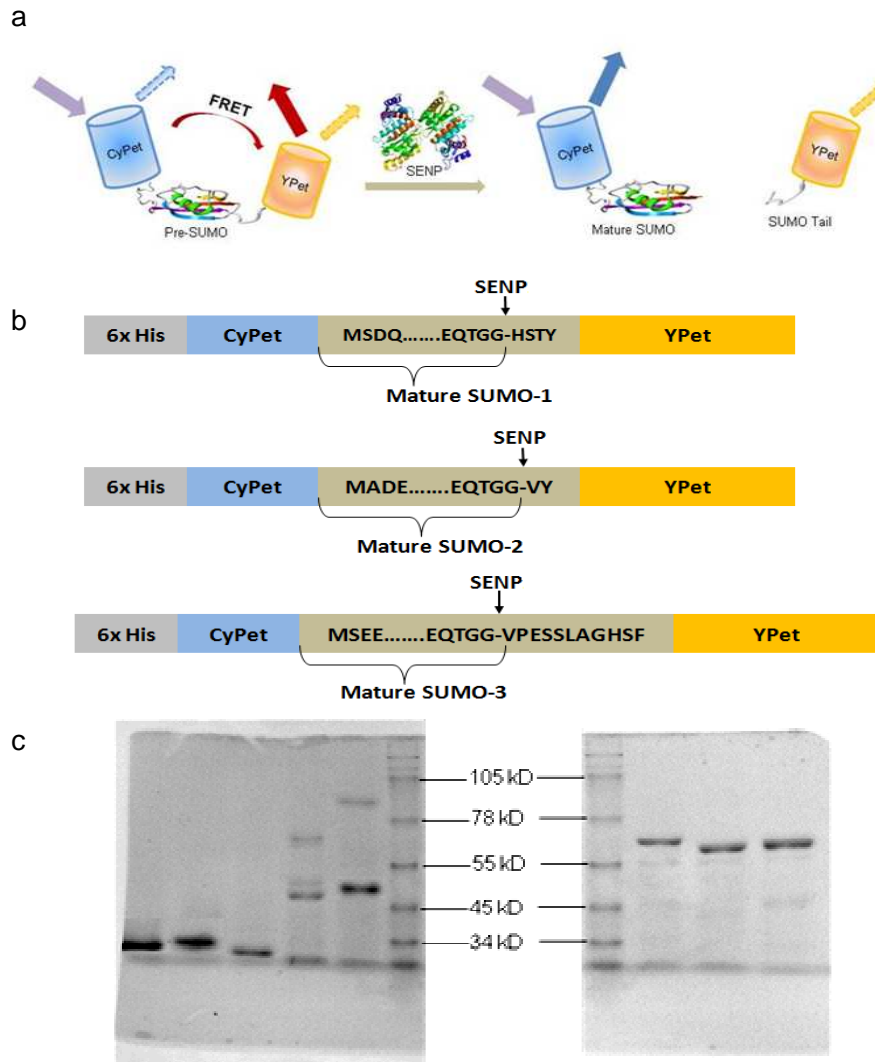 a
FRET
CyPet
YPet
Pre-SUMO
SENP
CyPet
Mature SUMO
YPet
SUMO Tail
b
SENP
6x His CyPet MSDQ.......EQTGG-HSTY YPet
Mature SUMO-1
SENP
6x His CyPet MADE.......EQTGG-VY YPet
Mature SUMO-2
SENP
6x His CyPet MSEE.......EQTGG-VPESSLAGHSF YPet
Mature SUMO-3
c
105 kD
78 kD
55 kD
45 kD
34 kD